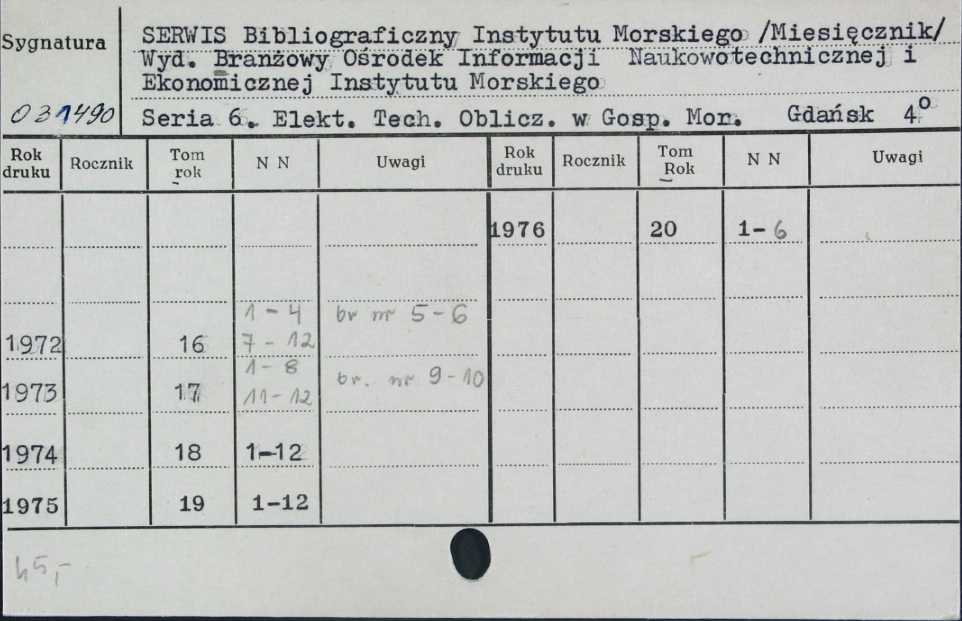 Sygnatura
SERWIS Bibliograficzny Instytutu Morskiego /Miesięcznik/
Wyd. Branżowy Ośrodek Informacji Naukowotechnicznej i
Ekonomicznej Instytutu Morskiego
031490
Seria 6. Elekt. Tech. Oblicz. w Gosp. Mor. Gdańsk 4°
Rok druku Rocznik Tom rok N N Uwagi Rok druku Rocznik Tom Rok N N Uwagi
1976 20 1-6
1-4 br nr 5-6
1972 16 7-12
1-8 br. nr 9-10
1973 17 11-12
1974 18 1-12
1975 19 1-12
45,-